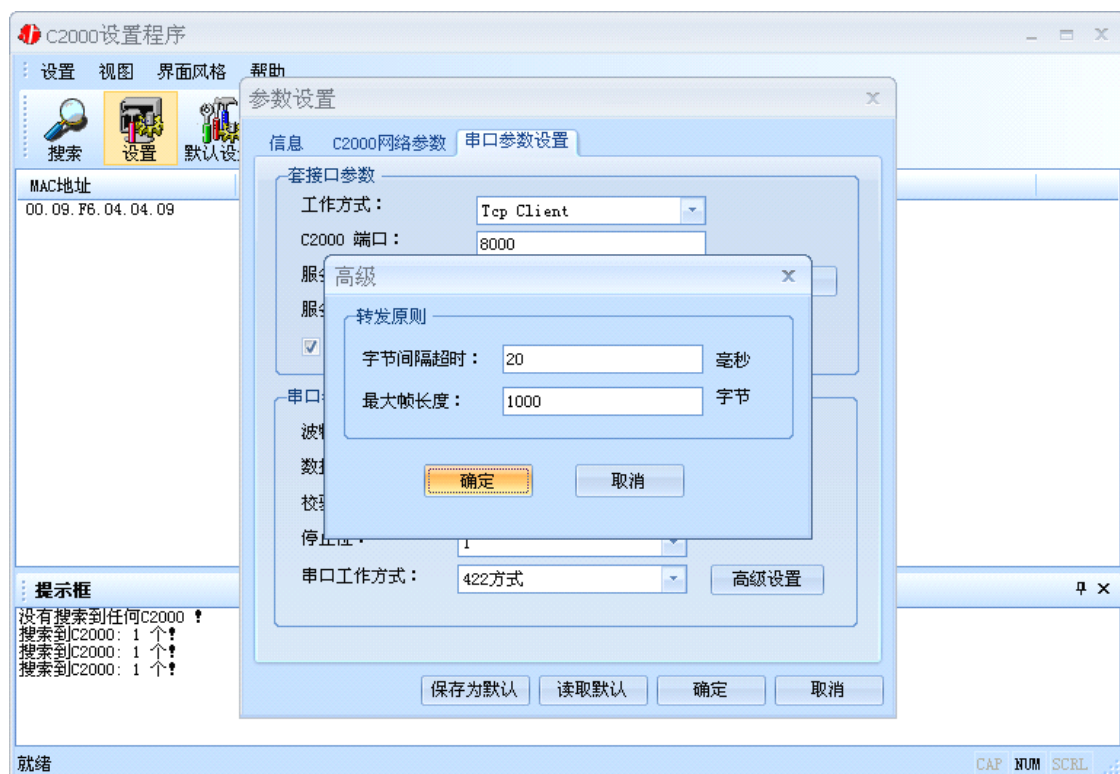 C2000设置程序
设置 视图 界面风格 帮助
搜索 设置 默认设
MAC地址
00.09.F6.04.04.09
参数设置
信息 C2000网络参数 串口参数设置
套接口参数
工作方式： Tcp Client
C2000 端口： 8000
服务
服务
高级
转发原则
字节间隔超时： 20 毫秒
最大帧长度： 1000 字节
确定 取消
串口
波特
数据
校验
停止位： 1
串口工作方式： 422方式 高级设置
保存为默认 读取默认 确定 取消
提示框
没有搜索到任何C2000 ！
搜索到C2000: 1 个!
搜索到C2000: 1 个!
搜索到C2000: 1 个!
就绪 CAP NUM SCRL